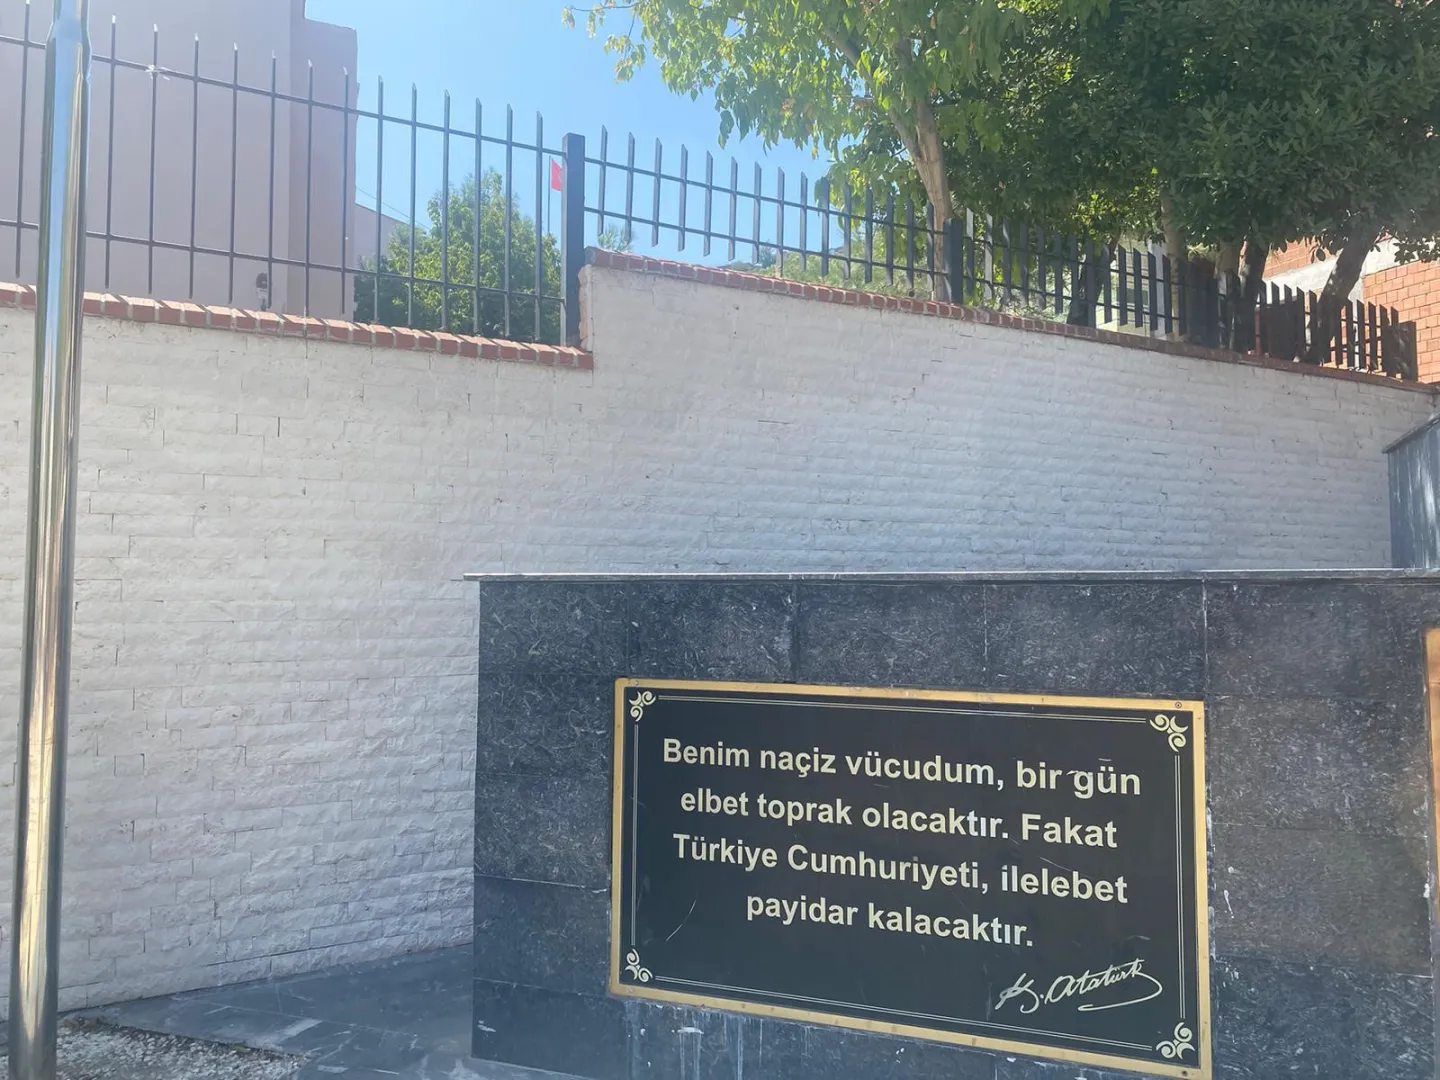 Benim naçiz vücudum, bir gün
elbet toprak olacaktır. Fakat
Türkiye Cumhuriyeti, ilelebet
payidar kalacaktır.
K. Atatürk